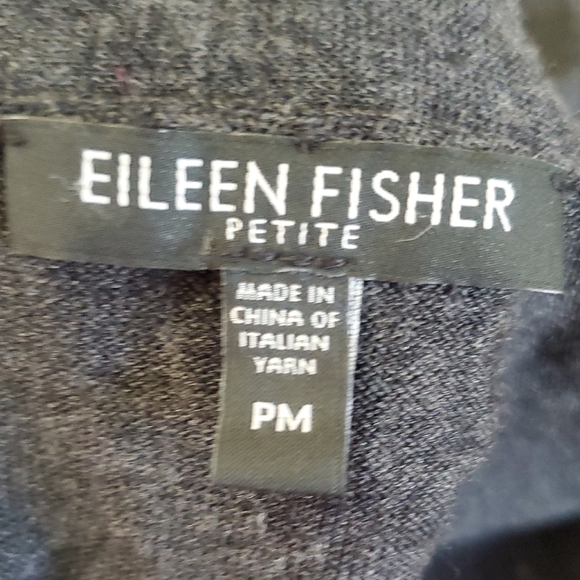 EILEEN FISHER
PETITE
MADE IN
CHINA OF
ITALIAN
YARN
PM